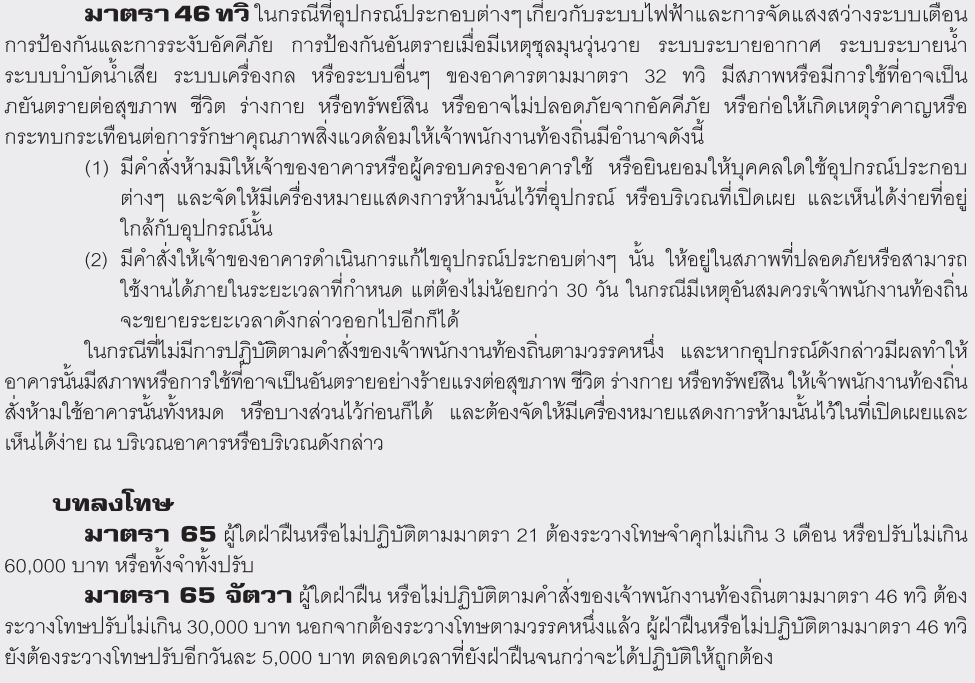 มาตรา 46 ทวิ ในกรณีที่อุปกรณ์ประกอบต่างๆ เกี่ยวกับระบบไฟฟ้าและการจัดแสงสว่างระบบเตือน
การป้องกันและการระงับอัคคีภัย การป้องกันอันตรายเมื่อมีเหตุชุลมุนวุ่นวาย ระบบระบายอากาศ ระบบระบายน้ำ
ระบบบำบัดน้ำเสีย ระบบเครื่องกล หรือระบบอื่นๆ ของอาคารตามมาตรา 32 ทวิ มีสภาพหรือมีการใช้ที่อาจเป็น
ภยันตรายต่อสุขภาพ ชีวิต ร่างกาย หรือทรัพย์สิน หรืออาจไม่ปลอดภัยจากอัคคีภัย หรือก่อให้เกิดเหตุรำคาญหรือ
กระทบกระเทือนต่อการรักษาคุณภาพสิ่งแวดล้อมให้เจ้าพนักงานท้องถิ่นมีอำนาจดังนี้
(1) มีคำสั่งห้ามมิให้เจ้าของอาคารหรือผู้ครอบครองอาคารใช้ หรือยินยอมให้บุคคลใดใช้อุปกรณ์ประกอบ
ต่างๆ และจัดให้มีเครื่องหมายแสดงการห้ามนั้นไว้ที่อุปกรณ์ หรือบริเวณที่เปิดเผย และเห็นได้ง่ายที่อยู่
ใกล้กับอุปกรณ์นั้น
(2) มีคำสั่งให้เจ้าของอาคารดำเนินการแก้ไขอุปกรณ์ประกอบต่างๆ นั้น ให้อยู่ในสภาพที่ปลอดภัยหรือสามารถ
ใช้งานได้ภายในระยะเวลาที่กำหนด แต่ต้องไม่น้อยกว่า 30 วัน ในกรณีมีเหตุอันสมควรเจ้าพนักงานท้องถิ่น
จะขยายระยะเวลาดังกล่าวออกไปอีกก็ได้
ในกรณีที่ไม่มีการปฏิบัติตามคำสั่งของเจ้าพนักงานท้องถิ่นตามวรรคหนึ่ง และหากอุปกรณ์ดังกล่าวมีผลทำให้
อาคารนั้นมีสภาพหรือการใช้ที่อาจเป็นอันตรายอย่างร้ายแรงต่อสุขภาพ ชีวิต ร่างกาย หรือทรัพย์สิน ให้เจ้าพนักงานท้องถิ่น
สั่งห้ามใช้อาคารนั้นทั้งหมด หรือบางส่วนไว้ก่อนก็ได้ และต้องจัดให้มีเครื่องหมายแสดงการห้ามนั้นไว้ในที่เปิดเผยและ
เห็นได้ง่าย ณ บริเวณอาคารหรือบริเวณดังกล่าว
บทลงโทษ
มาตรา 65 ผู้ใดฝ่าฝืนหรือไม่ปฏิบัติตามมาตรา 21 ต้องระวางโทษจำคุกไม่เกิน 3 เดือน หรือปรับไม่เกิน
60,000 บาท หรือทั้งจำทั้งปรับ
มาตรา 65 จัตวา ผู้ใดฝ่าฝืน หรือไม่ปฏิบัติตามคำสั่งของเจ้าพนักงานท้องถิ่นตามมาตรา 46 ทวิ ต้อง
ระวางโทษปรับไม่เกิน 30,000 บาท นอกจากต้องระวางโทษตามวรรคหนึ่งแล้ว ผู้ฝ่าฝืนหรือไม่ปฏิบัติตามมาตรา 46 ทวิ
ยังต้องระวางโทษปรับอีกวันละ 5,000 บาท ตลอดเวลาที่ยังฝ่าฝืนจนกว่าจะได้ปฏิบัติให้ถูกต้อง